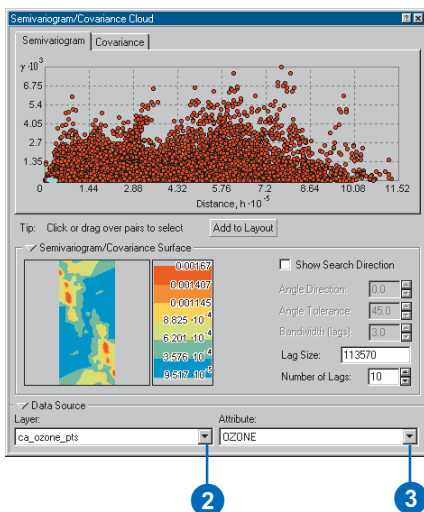 Semivariogram/Covariance Cloud
Semivariogram Covariance
γ·10³
6.75
5.4
4.05
2.7
1.35
0 1.44 2.88 4.32 5.76 7.2 8.64 10.08 11.52
Distance, h·10⁻⁵
Tip: Click or drag over pairs to select Add to Layout
Semivariogram/Covariance Surface
0.00167
0.001407
0.001145
8.825·10⁻⁴
6.201·10⁻⁴
3.576·10⁻⁴
9.517·10⁻⁵
Show Search Direction
Angle Direction: 0.0
Angle Tolerance: 45.0
Bandwidth (lags): 3.0
Lag Size: 113570
Number of Lags: 10
Data Source
Layer: Attribute:
ca_ozone_pts OZONE
2 3